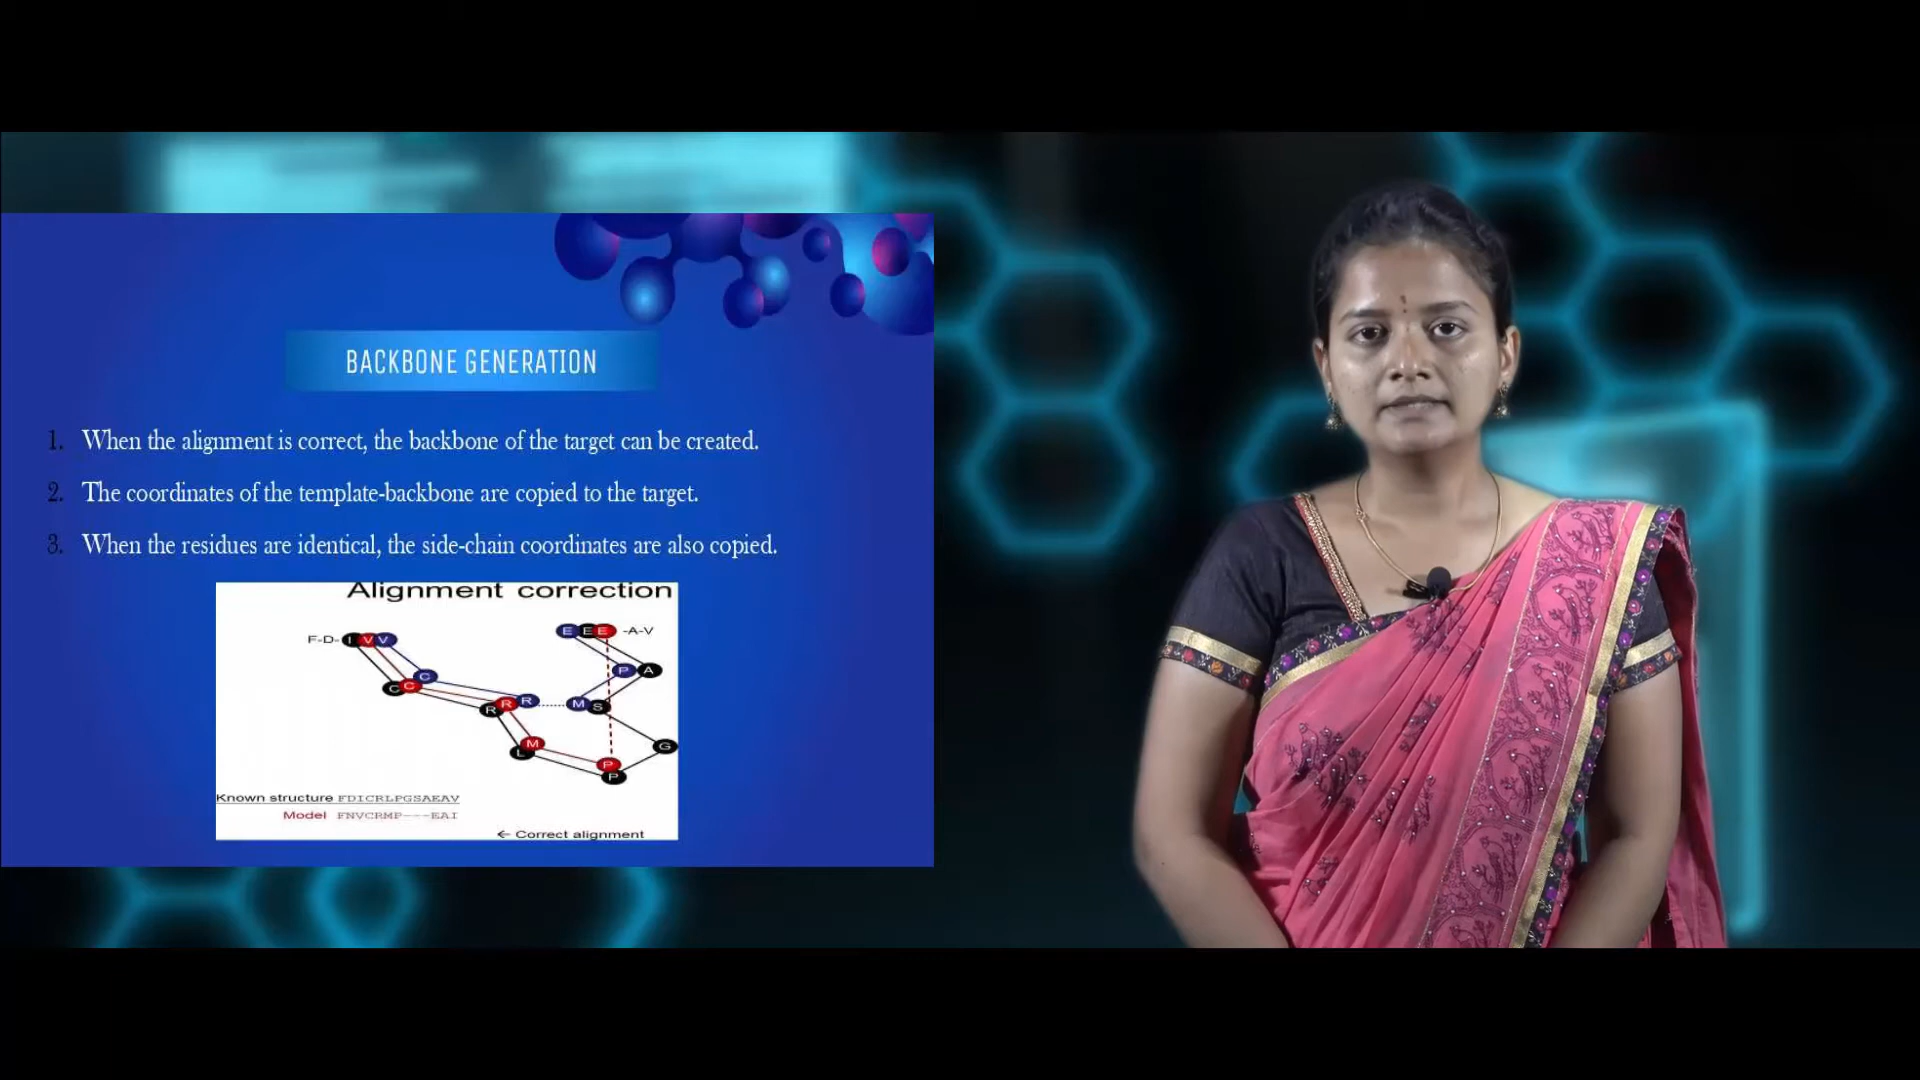 BACKBONE GENERATION
1. When the alignment is correct, the backbone of the target can be created.
2. The coordinates of the template-backbone are copied to the target.
3. When the residues are identical, the side-chain coordinates are also copied.
Alignment correction
F-D- I V V
E E E -A-V
C
P A
C C
R R R
M S
M
L
G
P
P
Known structure FDICRLPGSAEAV
Model FNVCRMP---EAI
← Correct alignment